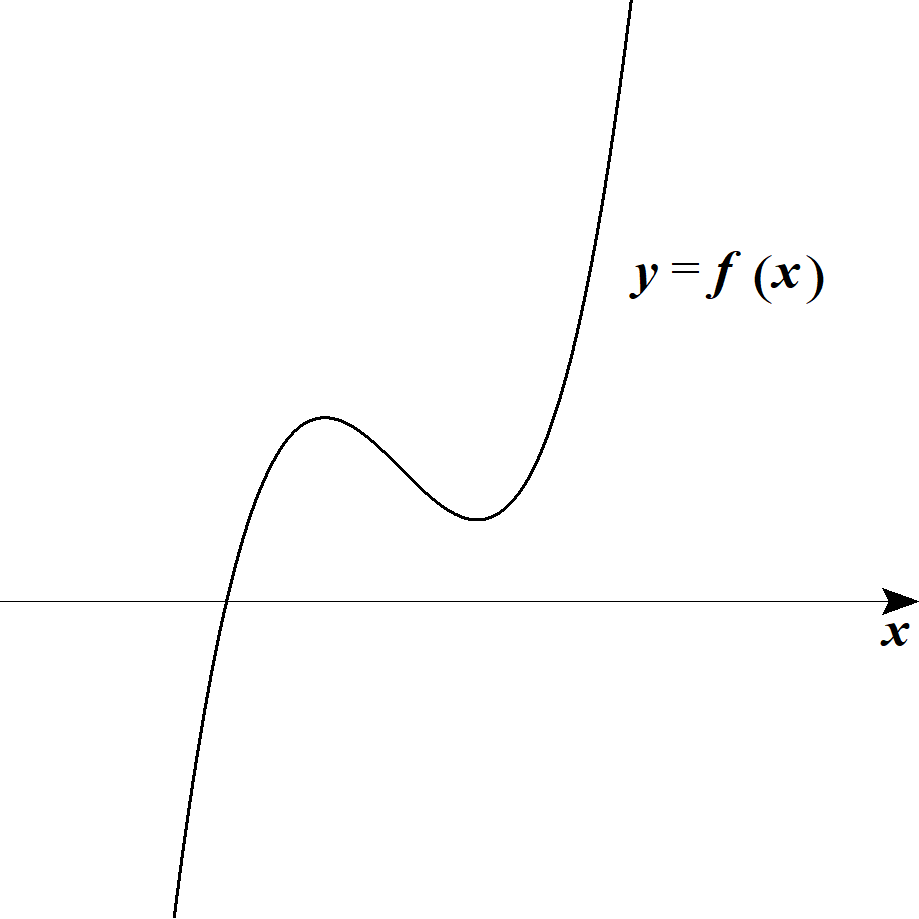 y = f (x)
x